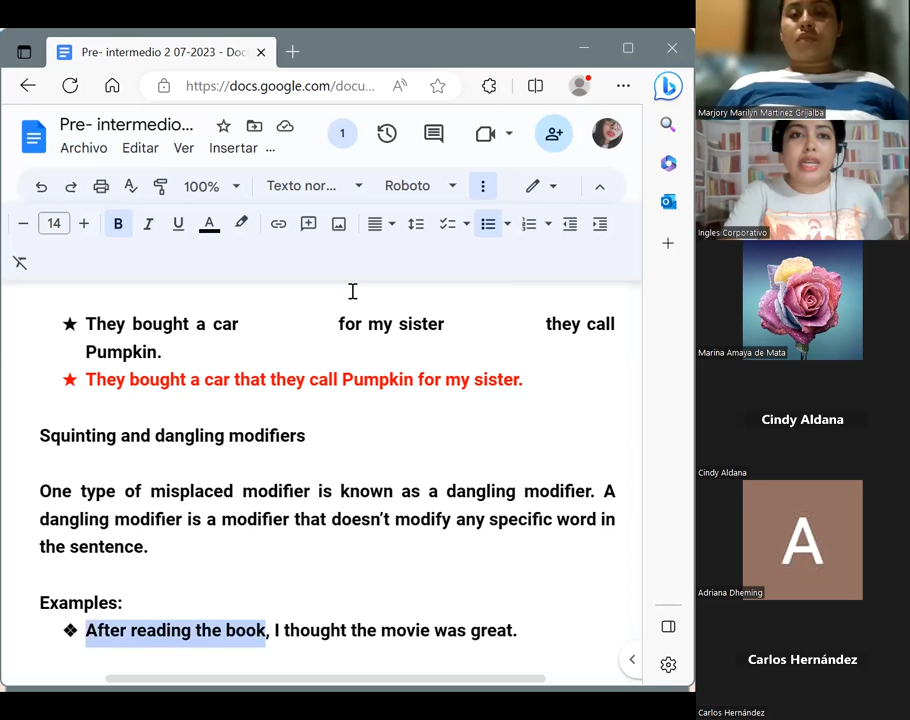 Pre- intermedio 2 07-2023 - Doc
https://docs.google.com/docu...
Pre- intermedio...
1
Archivo Editar Ver Insertar ...
100% Texto nor... Roboto
14 B I U A
★ They bought a car for my sister they call
Pumpkin.
★ They bought a car that they call Pumpkin for my sister.
Squinting and dangling modifiers
One type of misplaced modifier is known as a dangling modifier. A
dangling modifier is a modifier that doesn’t modify any specific word in
the sentence.
Examples:
❖ After reading the book, I thought the movie was great.
Marjory Marilyn Martinez Grijalba
Ingles Corporativo
Marina Amaya de Mata
Cindy Aldana
Cindy Aldana
A
Adriana Dheming
Carlos Hernández
Carlos Hernández